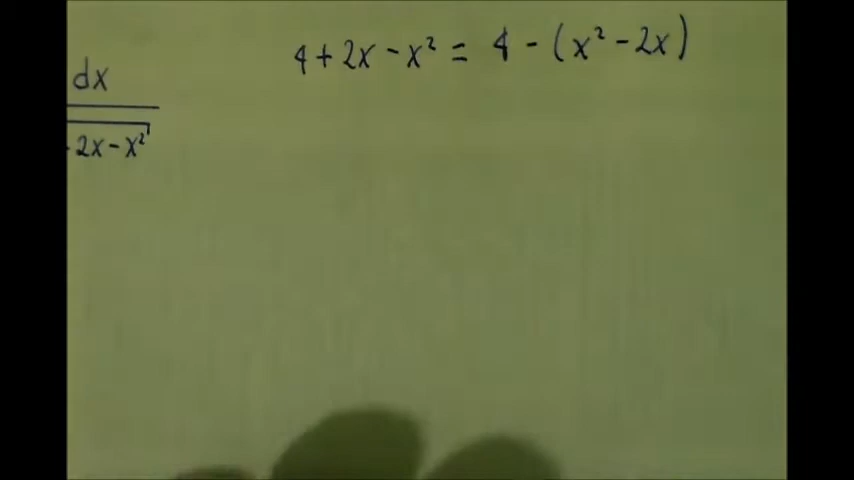 4 + 2x - x² = 4 - (x² - 2x)
dx
2x - x²